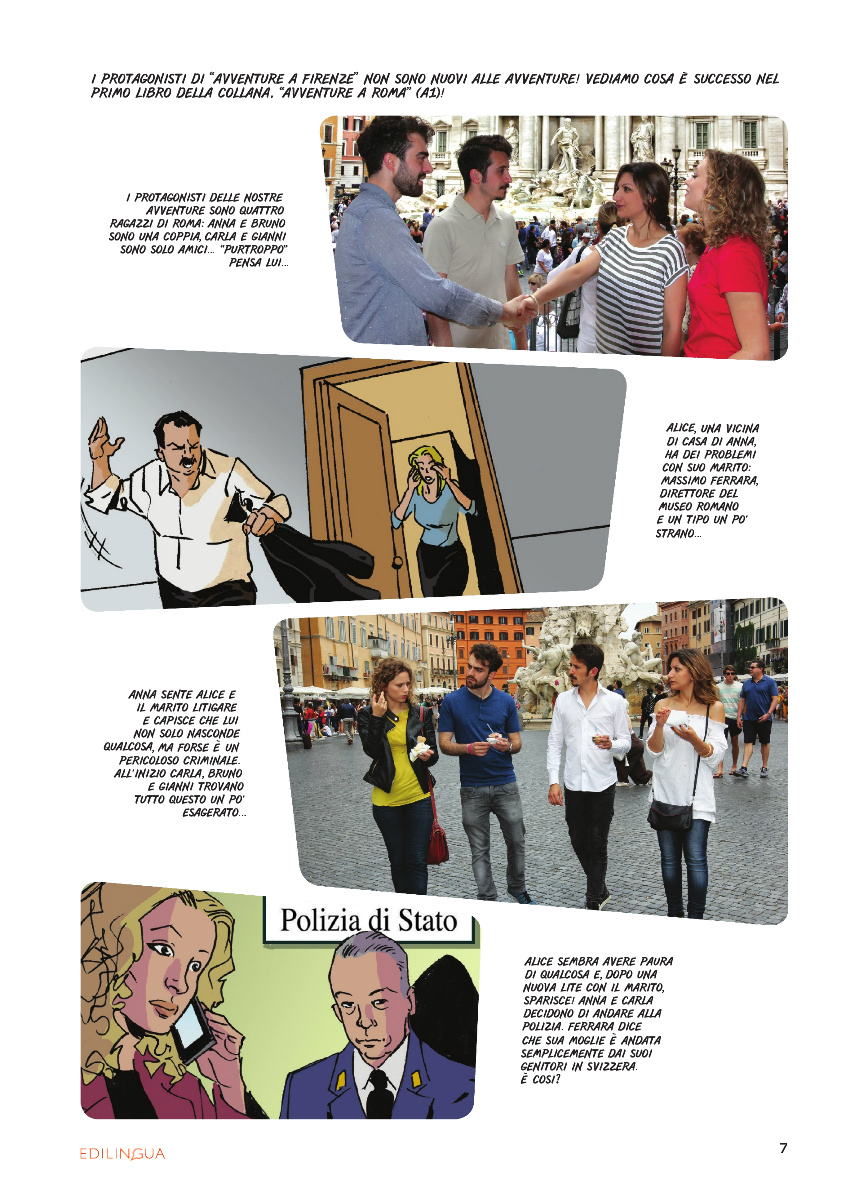 I PROTAGONISTI DI "AVVENTURE A FIRENZE" NON SONO NUOVI ALLE AVVENTURE! VEDIAMO COSA È SUCCESSO NEL
PRIMO LIBRO DELLA COLLANA, "AVVENTURE A ROMA" (A1)!
I PROTAGONISTI DELLE NOSTRE
AVVENTURE SONO QUATTRO
RAGAZZI DI ROMA: ANNA E BRUNO
SONO UNA COPPIA, CARLA E GIANNI
SONO SOLO AMICI... "PURTROPPO"
PENSA LUI...
ALICE, UNA VICINA
DI CASA DI ANNA,
HA DEI PROBLEMI
CON SUO MARITO:
MASSIMO FERRARA,
DIRETTORE DEL
MUSEO ROMANO
E UN TIPO UN PO'
STRANO...
ANNA SENTE ALICE E
IL MARITO LITIGARE
E CAPISCE CHE LUI
NON SOLO NASCONDE
QUALCOSA, MA FORSE È UN
PERICOLOSO CRIMINALE.
ALL'INIZIO CARLA, BRUNO
E GIANNI TROVANO
TUTTO QUESTO UN PO'
ESAGERATO...
Polizia di Stato
ALICE SEMBRA AVERE PAURA
DI QUALCOSA E, DOPO UNA
NUOVA LITE CON IL MARITO,
SPARISCE! ANNA E CARLA
DECIDONO DI ANDARE ALLA
POLIZIA. FERRARA DICE
CHE SUA MOGLIE È ANDATA
SEMPLICEMENTE DAI SUOI
GENITORI IN SVIZZERA.
È COSI?
EDILINGUA
7